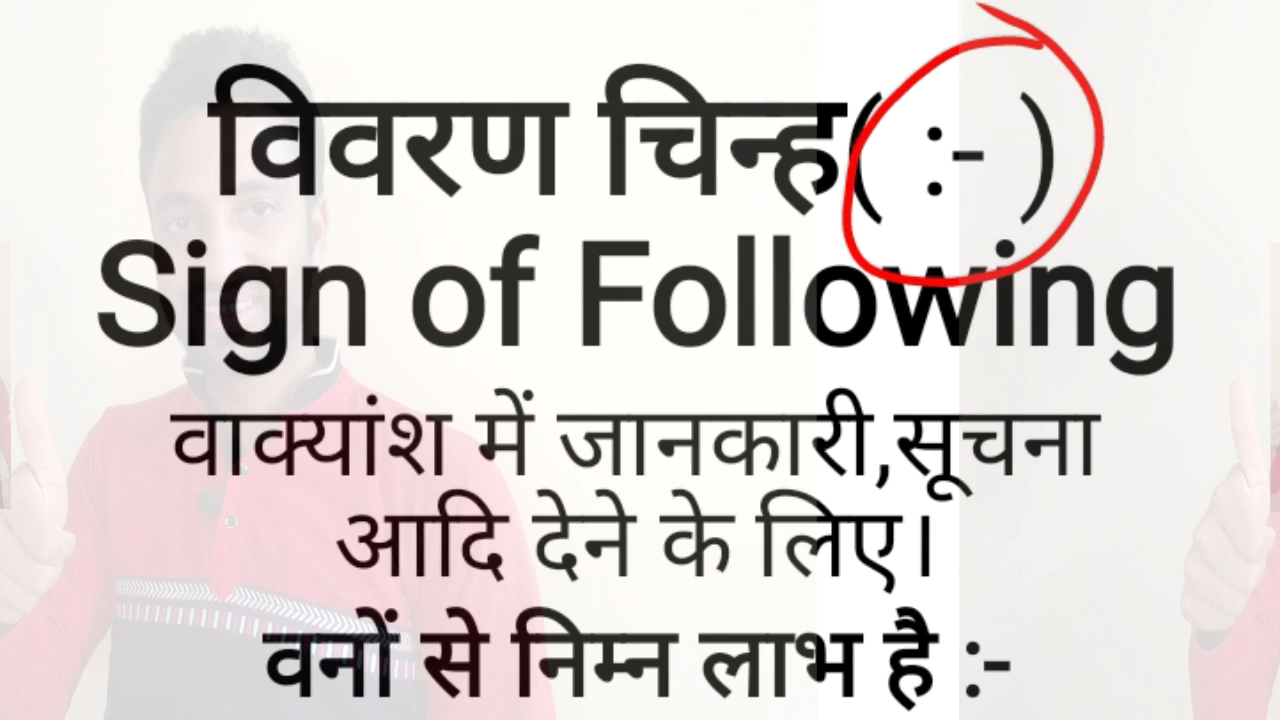 विवरण चिन्ह( :- )
Sign of Following
वाक्यांश में जानकारी,सूचना
आदि देने के लिए।
वनों से निम्न लाभ है :-